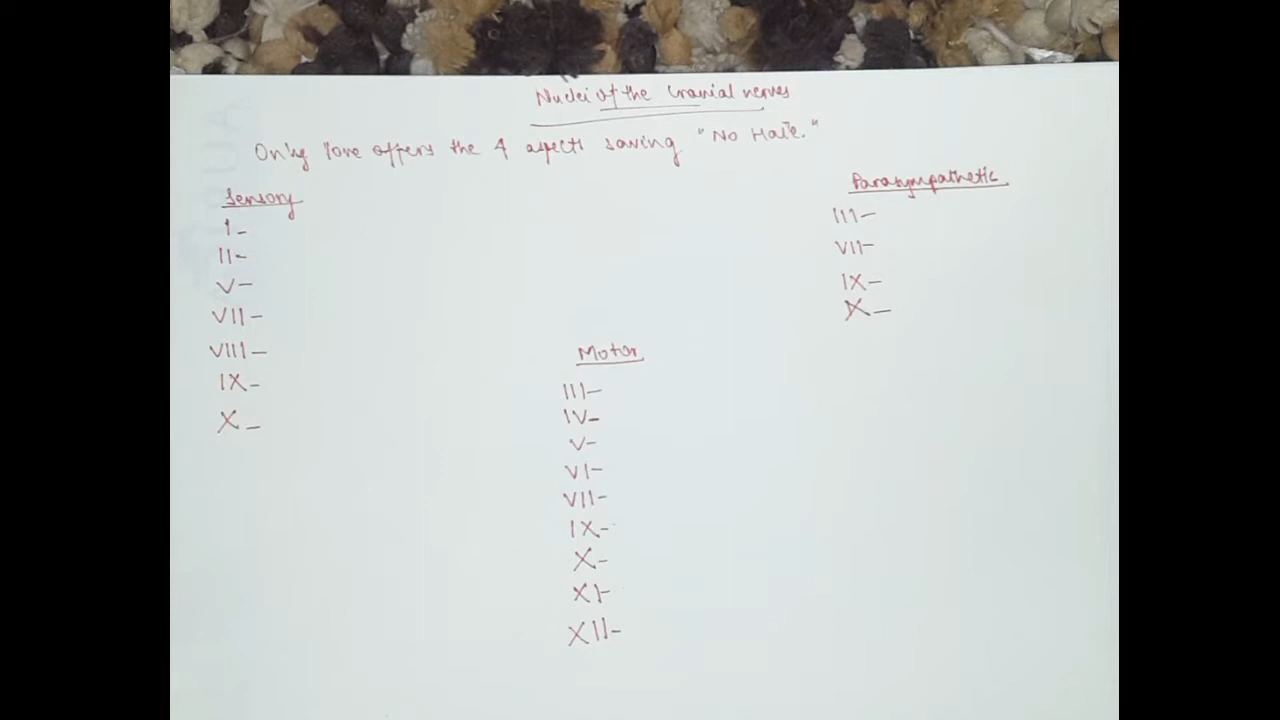 Nuclei of the Cranial nerves
Only love offers the 4 aspects saving "No Hate."
Sensory
I -
II -
V -
VII -
VIII -
IX -
X -
Motor
III -
IV -
V -
VI -
VII -
IX -
X -
XI -
XII -
Parasympathetic
III -
VII -
IX -
X -